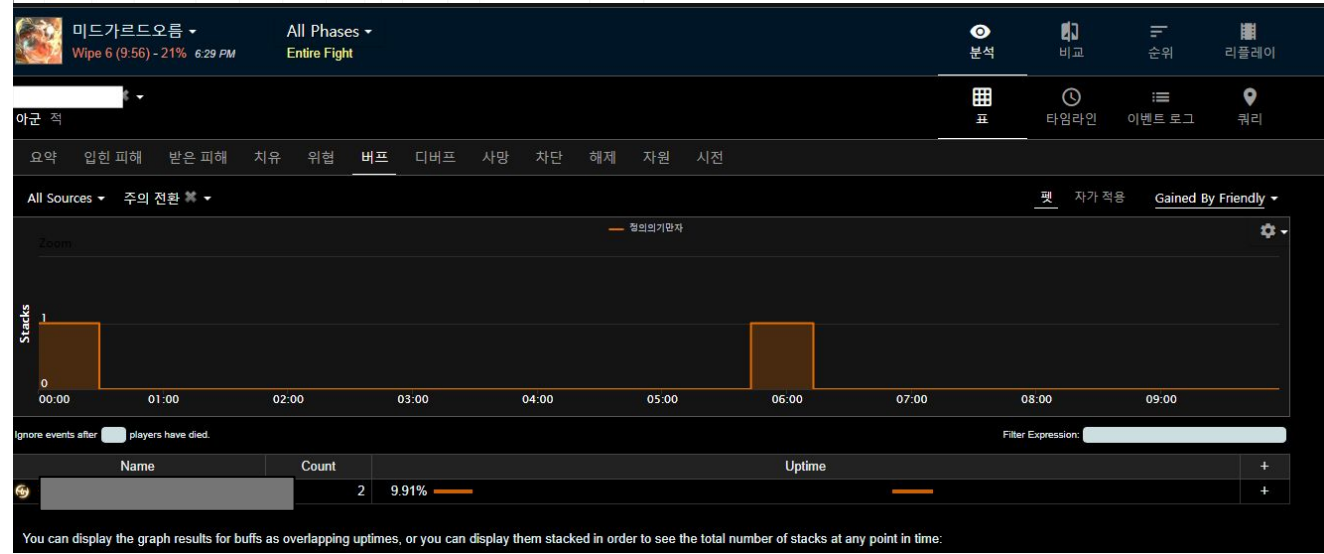 미드가르드오름 All Phases 분석 비교 순위 리플레이
Wipe 6 (9:56) - 21% 6:29 PM Entire Fight
아군 적 표 타임라인 이벤트 로그 쿼리
요약 입힌 피해 받은 피해 치유 위협 버프 디버프 사망 차단 해제 자원 시전
All Sources 주의 전환 펫 자가 적용 Gained By Friendly
정의의기만자
Zoom
Stacks
1
0
00:00 01:00 02:00 03:00 04:00 05:00 06:00 07:00 08:00 09:00
Ignore events after players have died. Filter Expression:
Name Count Uptime +
2 9.91% +
You can display the graph results for buffs as overlapping uptimes, or you can display them stacked in order to see the total number of stacks at any point in time: